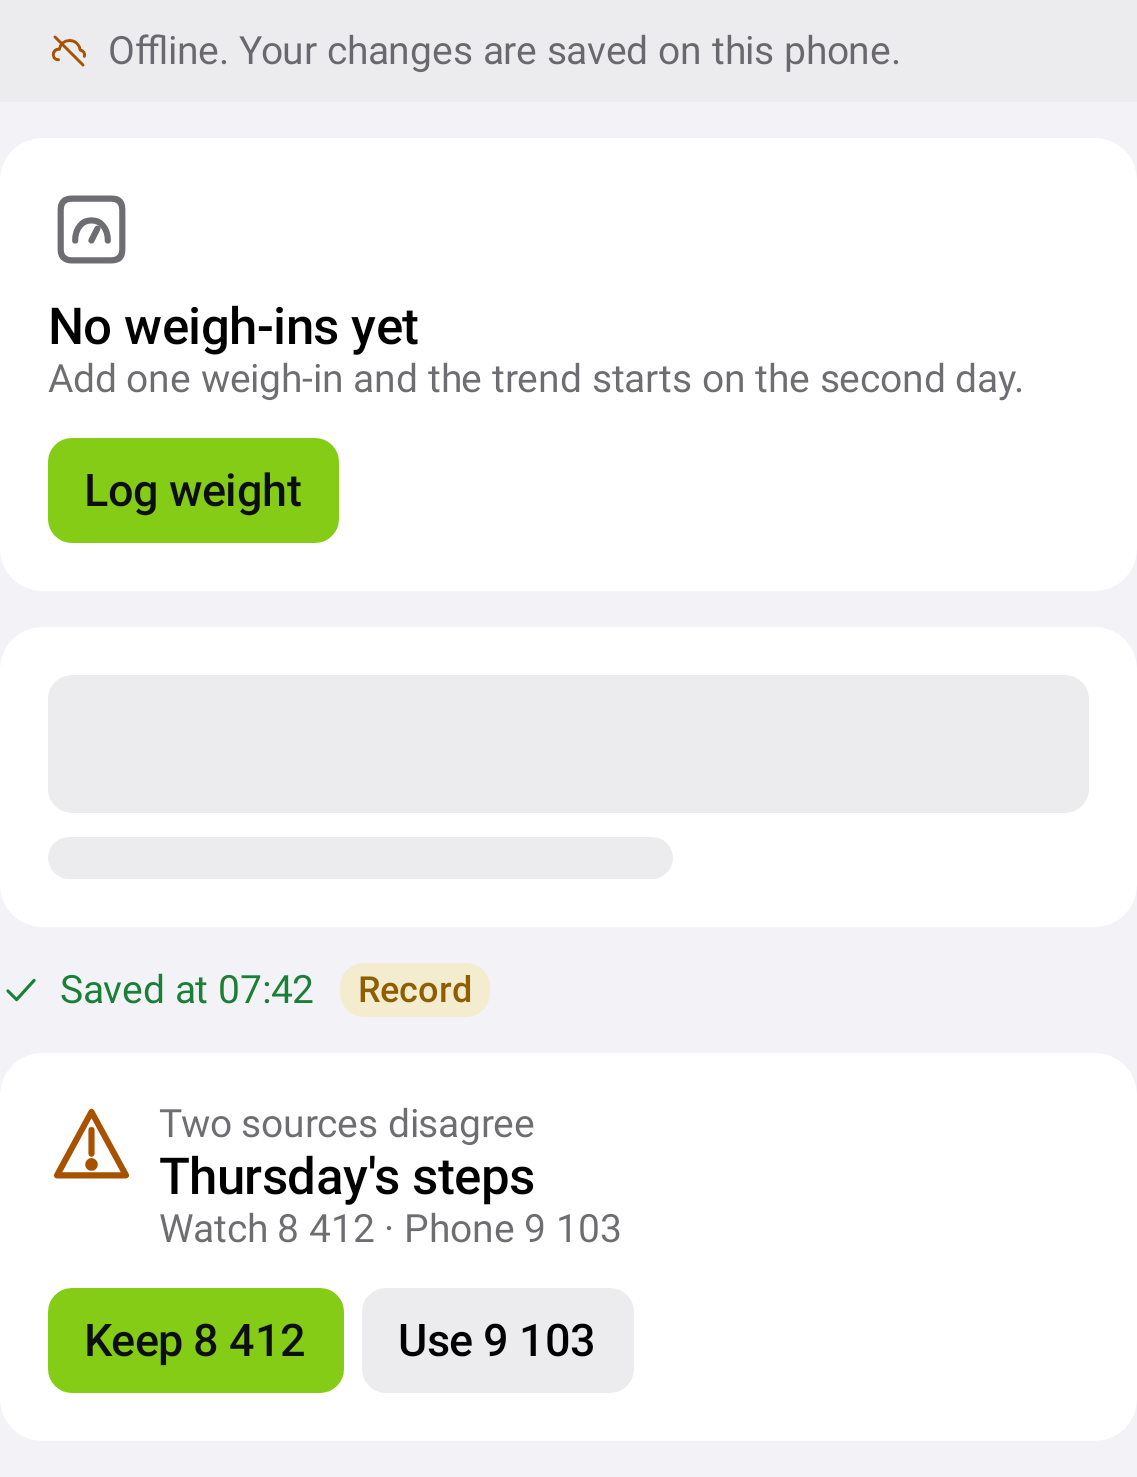 Offline. Your changes are saved on this phone.
No weigh-ins yet
Add one weigh-in and the trend starts on the second day.
Log weight
Saved at 07:42
Record
Two sources disagree
Thursday's steps
Watch 8 412 · Phone 9 103
Keep 8 412
Use 9 103